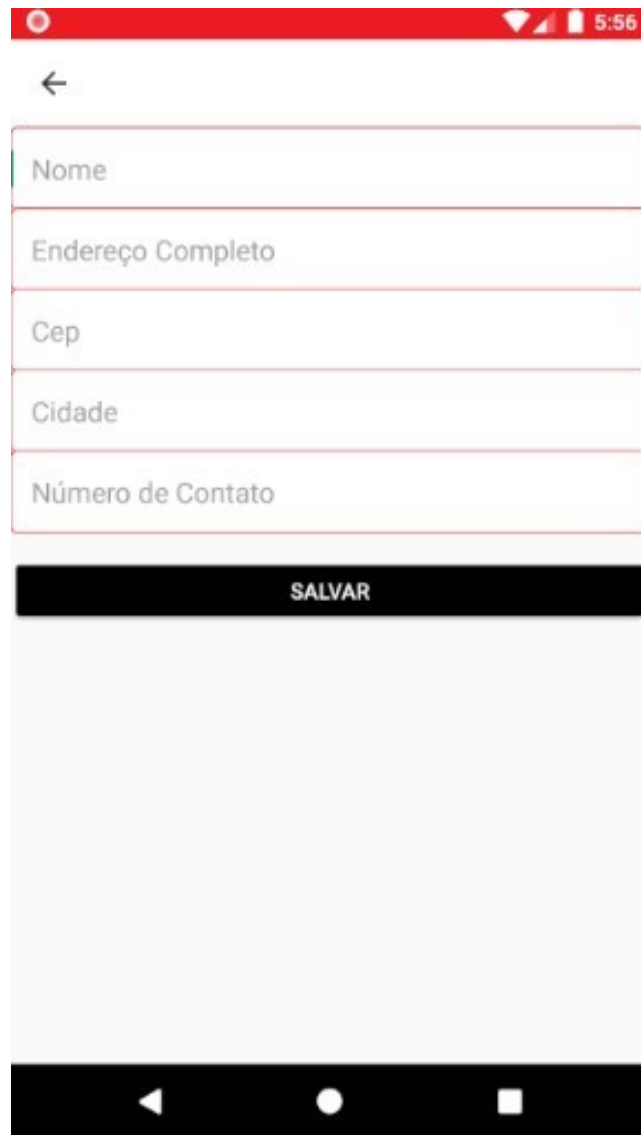 5:56
Nome
Endereço Completo
Cep
Cidade
Número de Contato
SALVAR